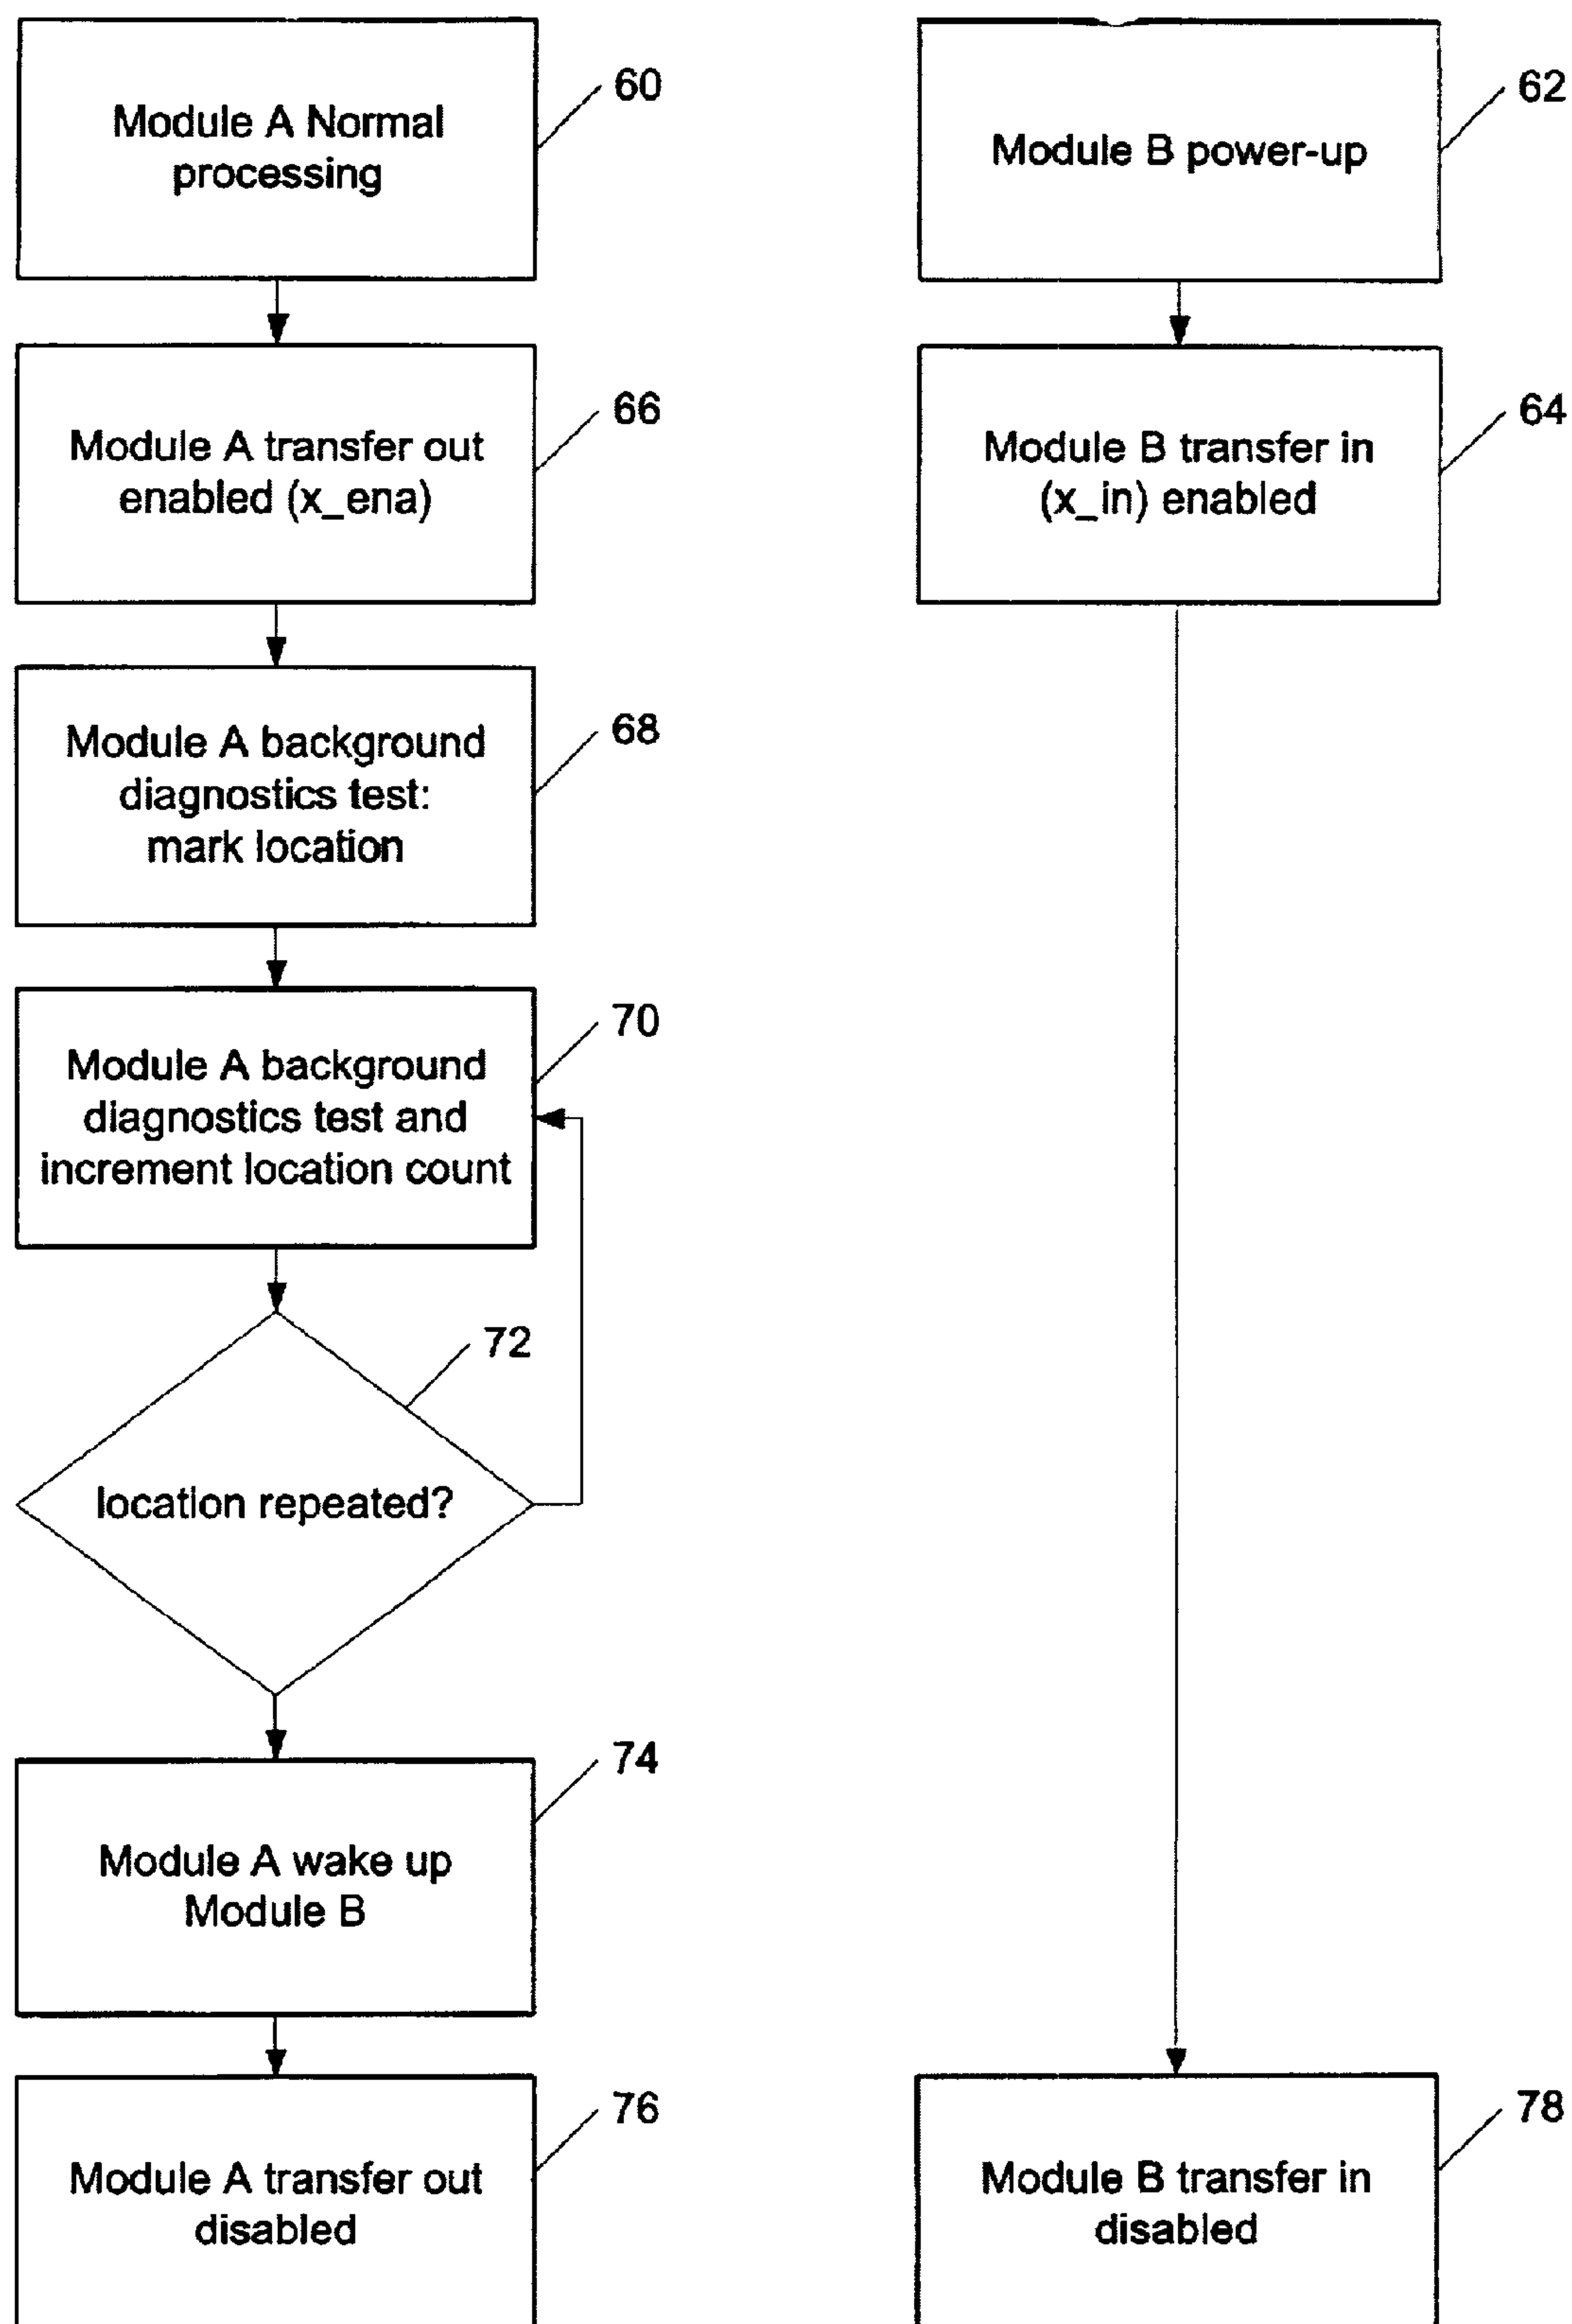 Module A Normal
processing
60
Module B power-up
62
Module A transfer out
enabled (x_ena)
66
Module B transfer in
(x_in) enabled
64
Module A background
diagnostics test:
mark location
68
Module A background
diagnostics test and
increment location count
70
location repeated?
72
Module A wake up
Module B
74
Module A transfer out
disabled
76
Module B transfer in
disabled
78